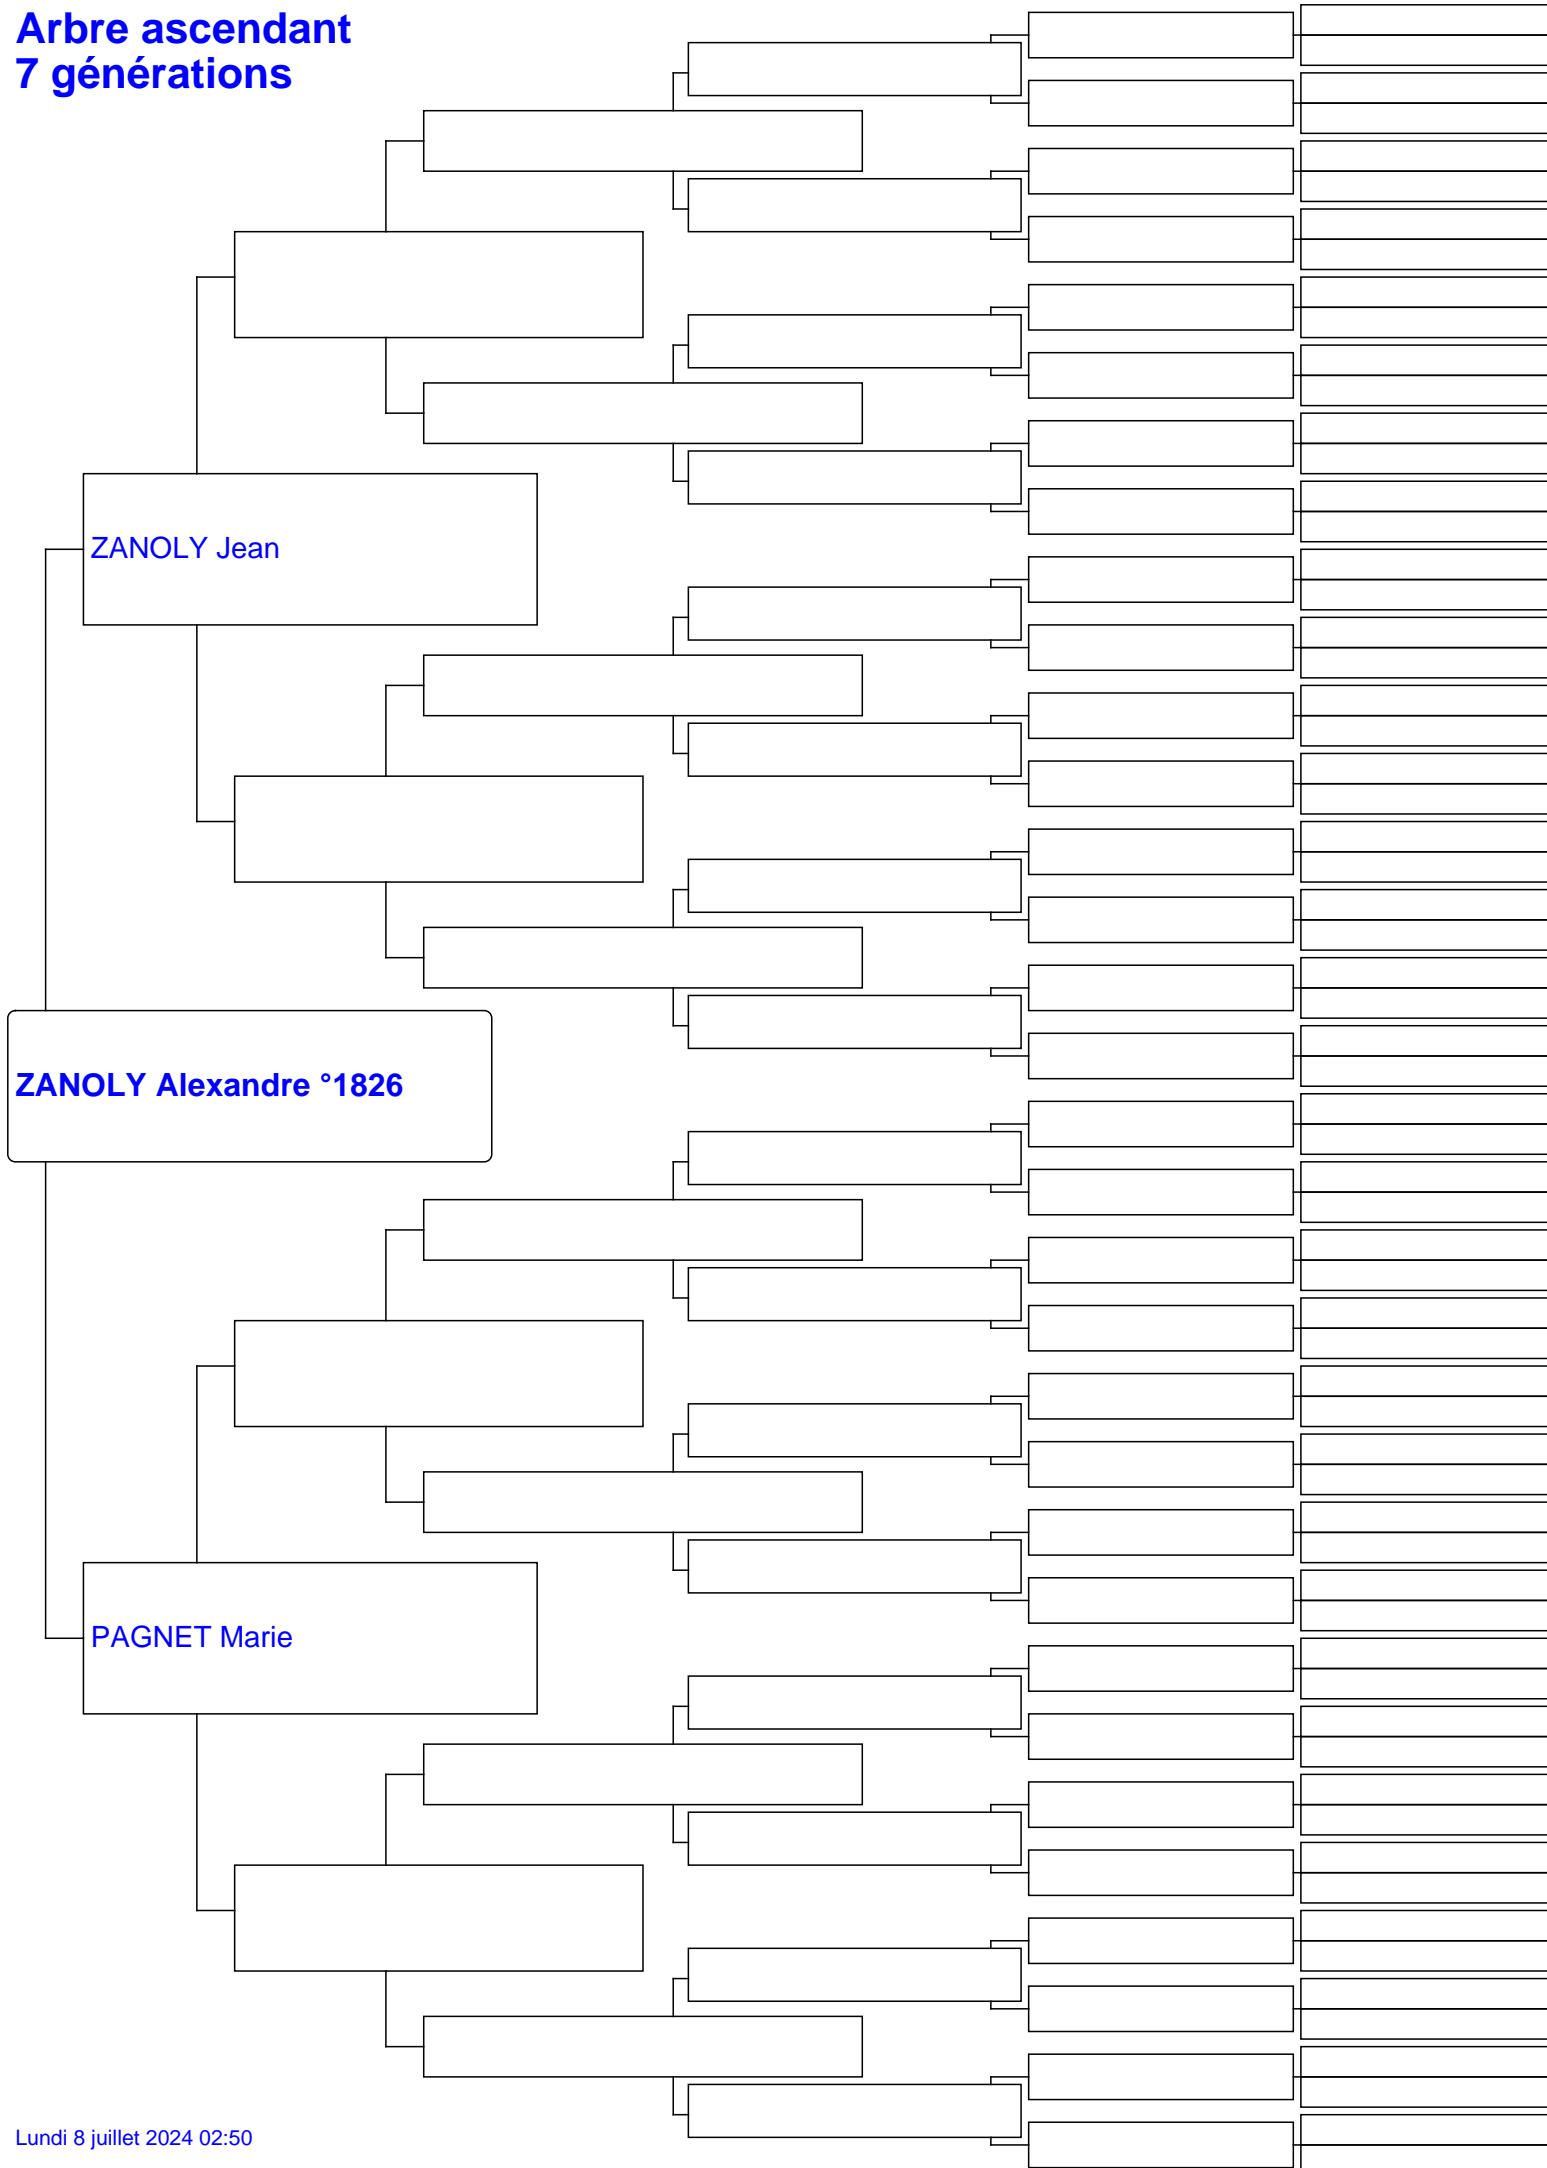 Arbre ascendant
7 générations
ZANOLY Jean
ZANOLY Alexandre °1826
PAGNET Marie
Lundi 8 juillet 2024 02:50